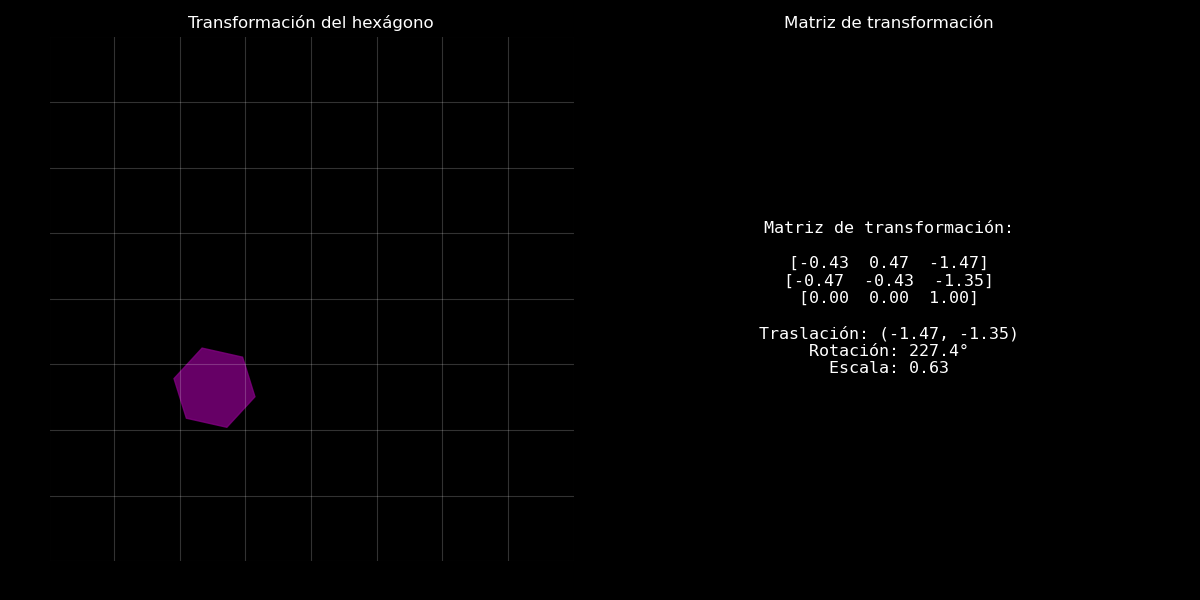 Transformación del hexágono
Matriz de transformación
Matriz de transformación:
[-0.43  0.47  -1.47]
[-0.47  -0.43  -1.35]
[0.00  0.00  1.00]
Traslación: (-1.47, -1.35)
Rotación: 227.4°
Escala: 0.63